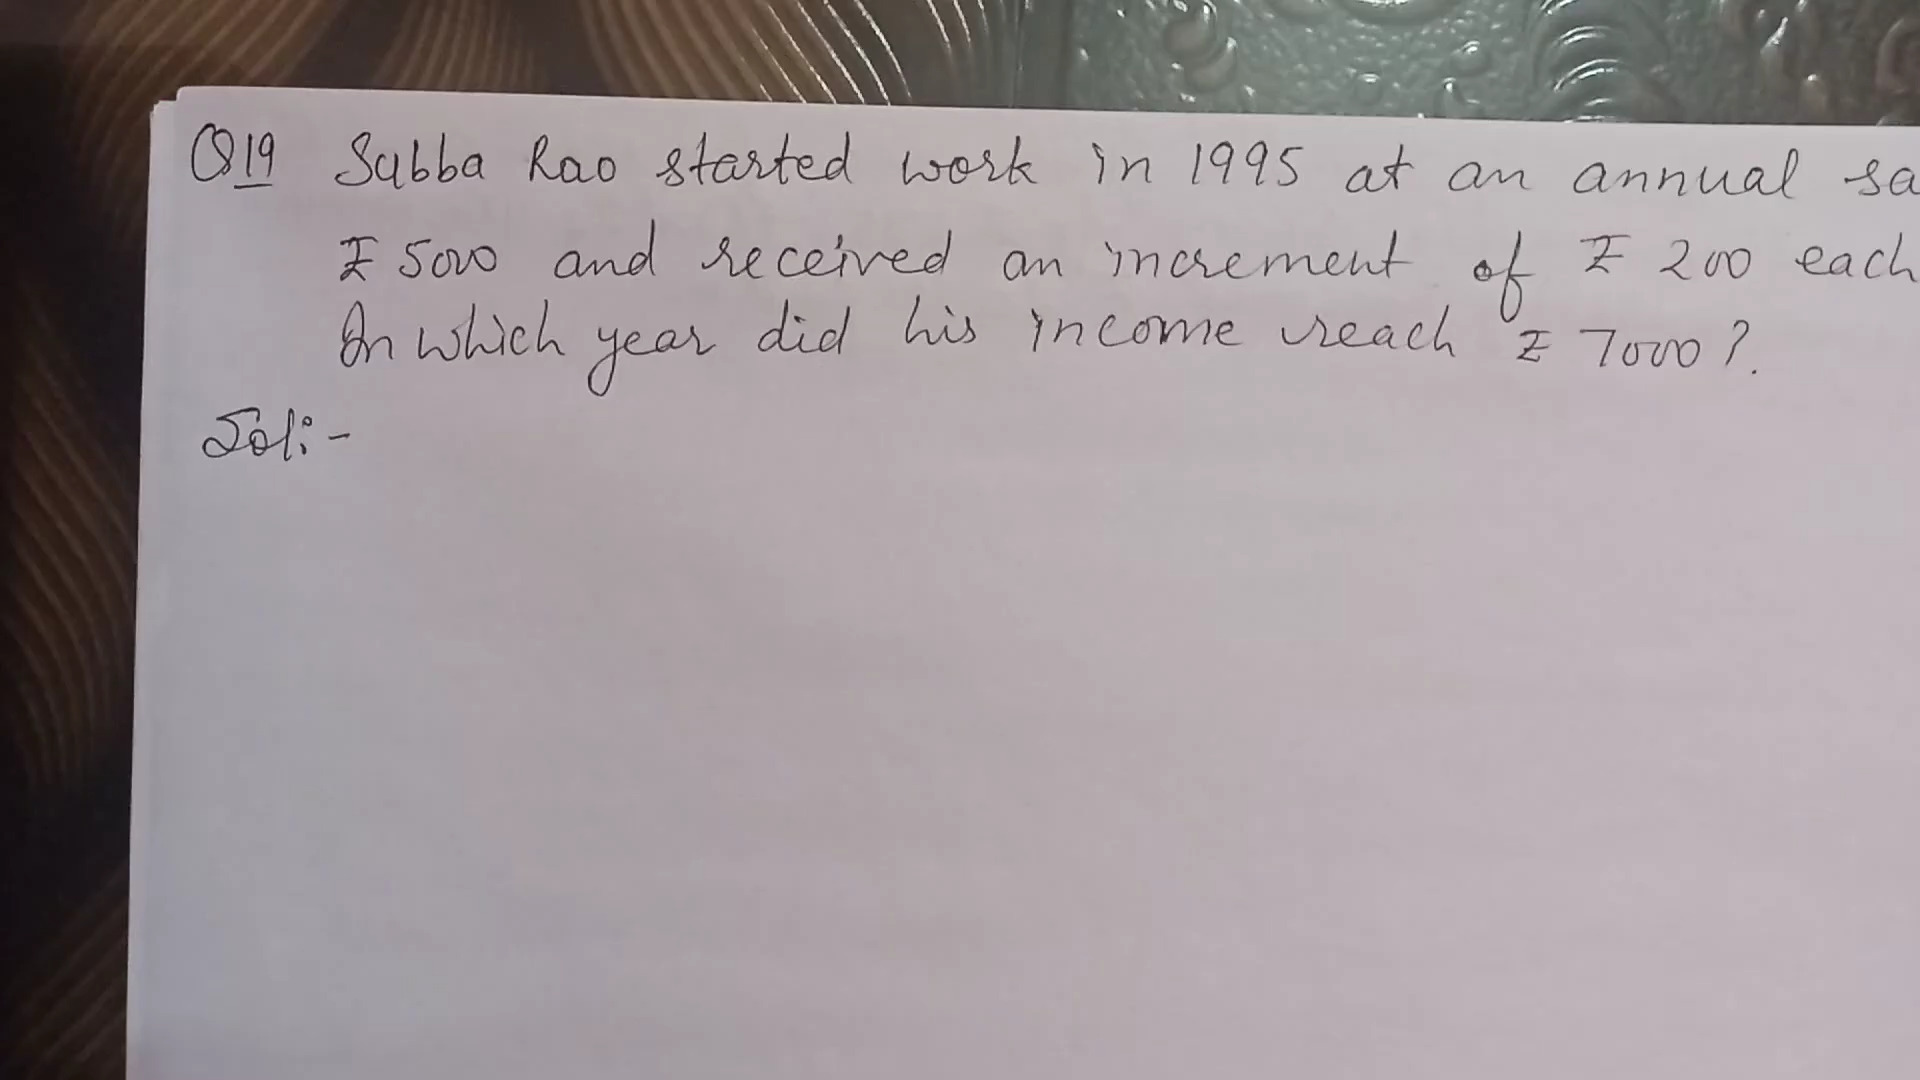 Q19 Subba Rao started work in 1995 at an annual sa
₹ 5000 and received an increment of ₹ 200 each
In which year did his income reach ₹ 7000?.
Sol:-